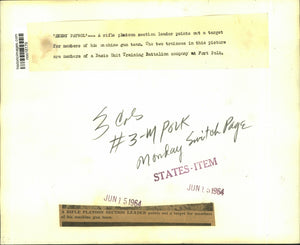 'ENEMY PATROL'... A rifle platoon section leader points out a target
for members of his machine gun team. The two trainees in this picture
are members of a Basic Unit Training Battalion company at Fort Polk.
3 Cols
#3-M Polk
Monday Switch Page
STATES-ITEM
JUN 15 1964
JUN 15 1964
A RIFLE PLATOON SECTION LEADER points out a target for members
of his machine gun team.